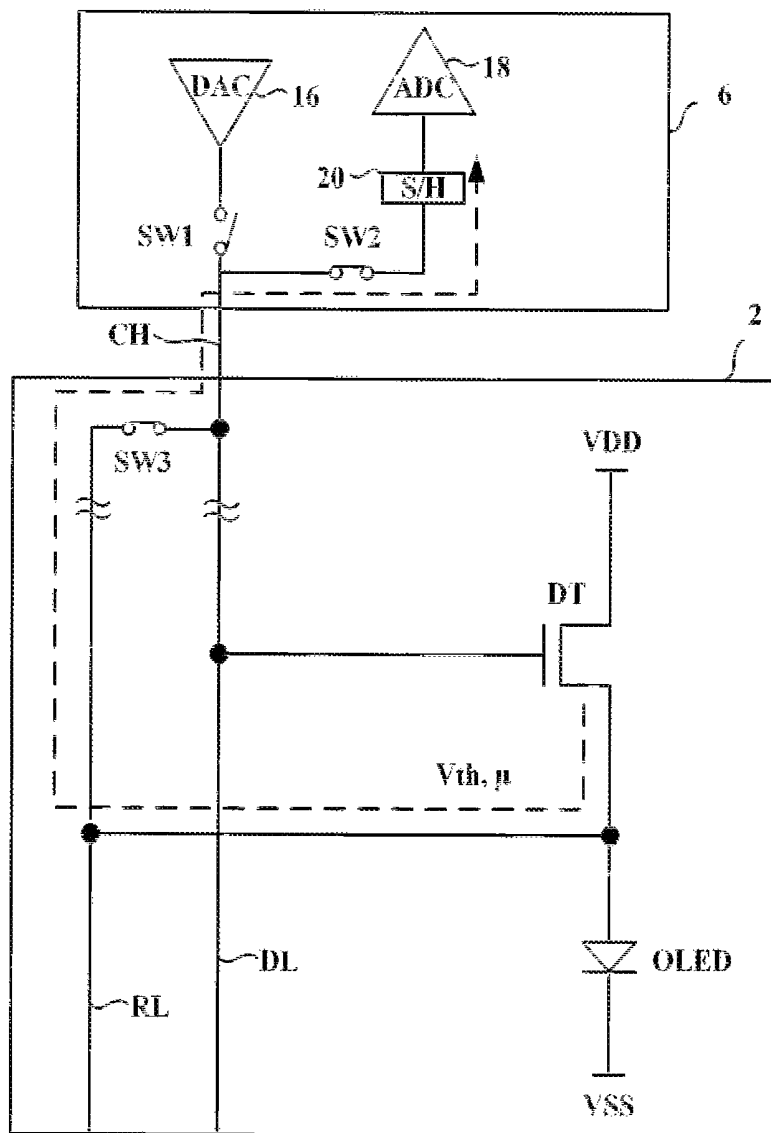 DAC
16
ADC
18
6
20
S/H
SW1
SW2
CH
2
SW3
VDD
DT
Vth, μ
DL
OLED
RL
VSS